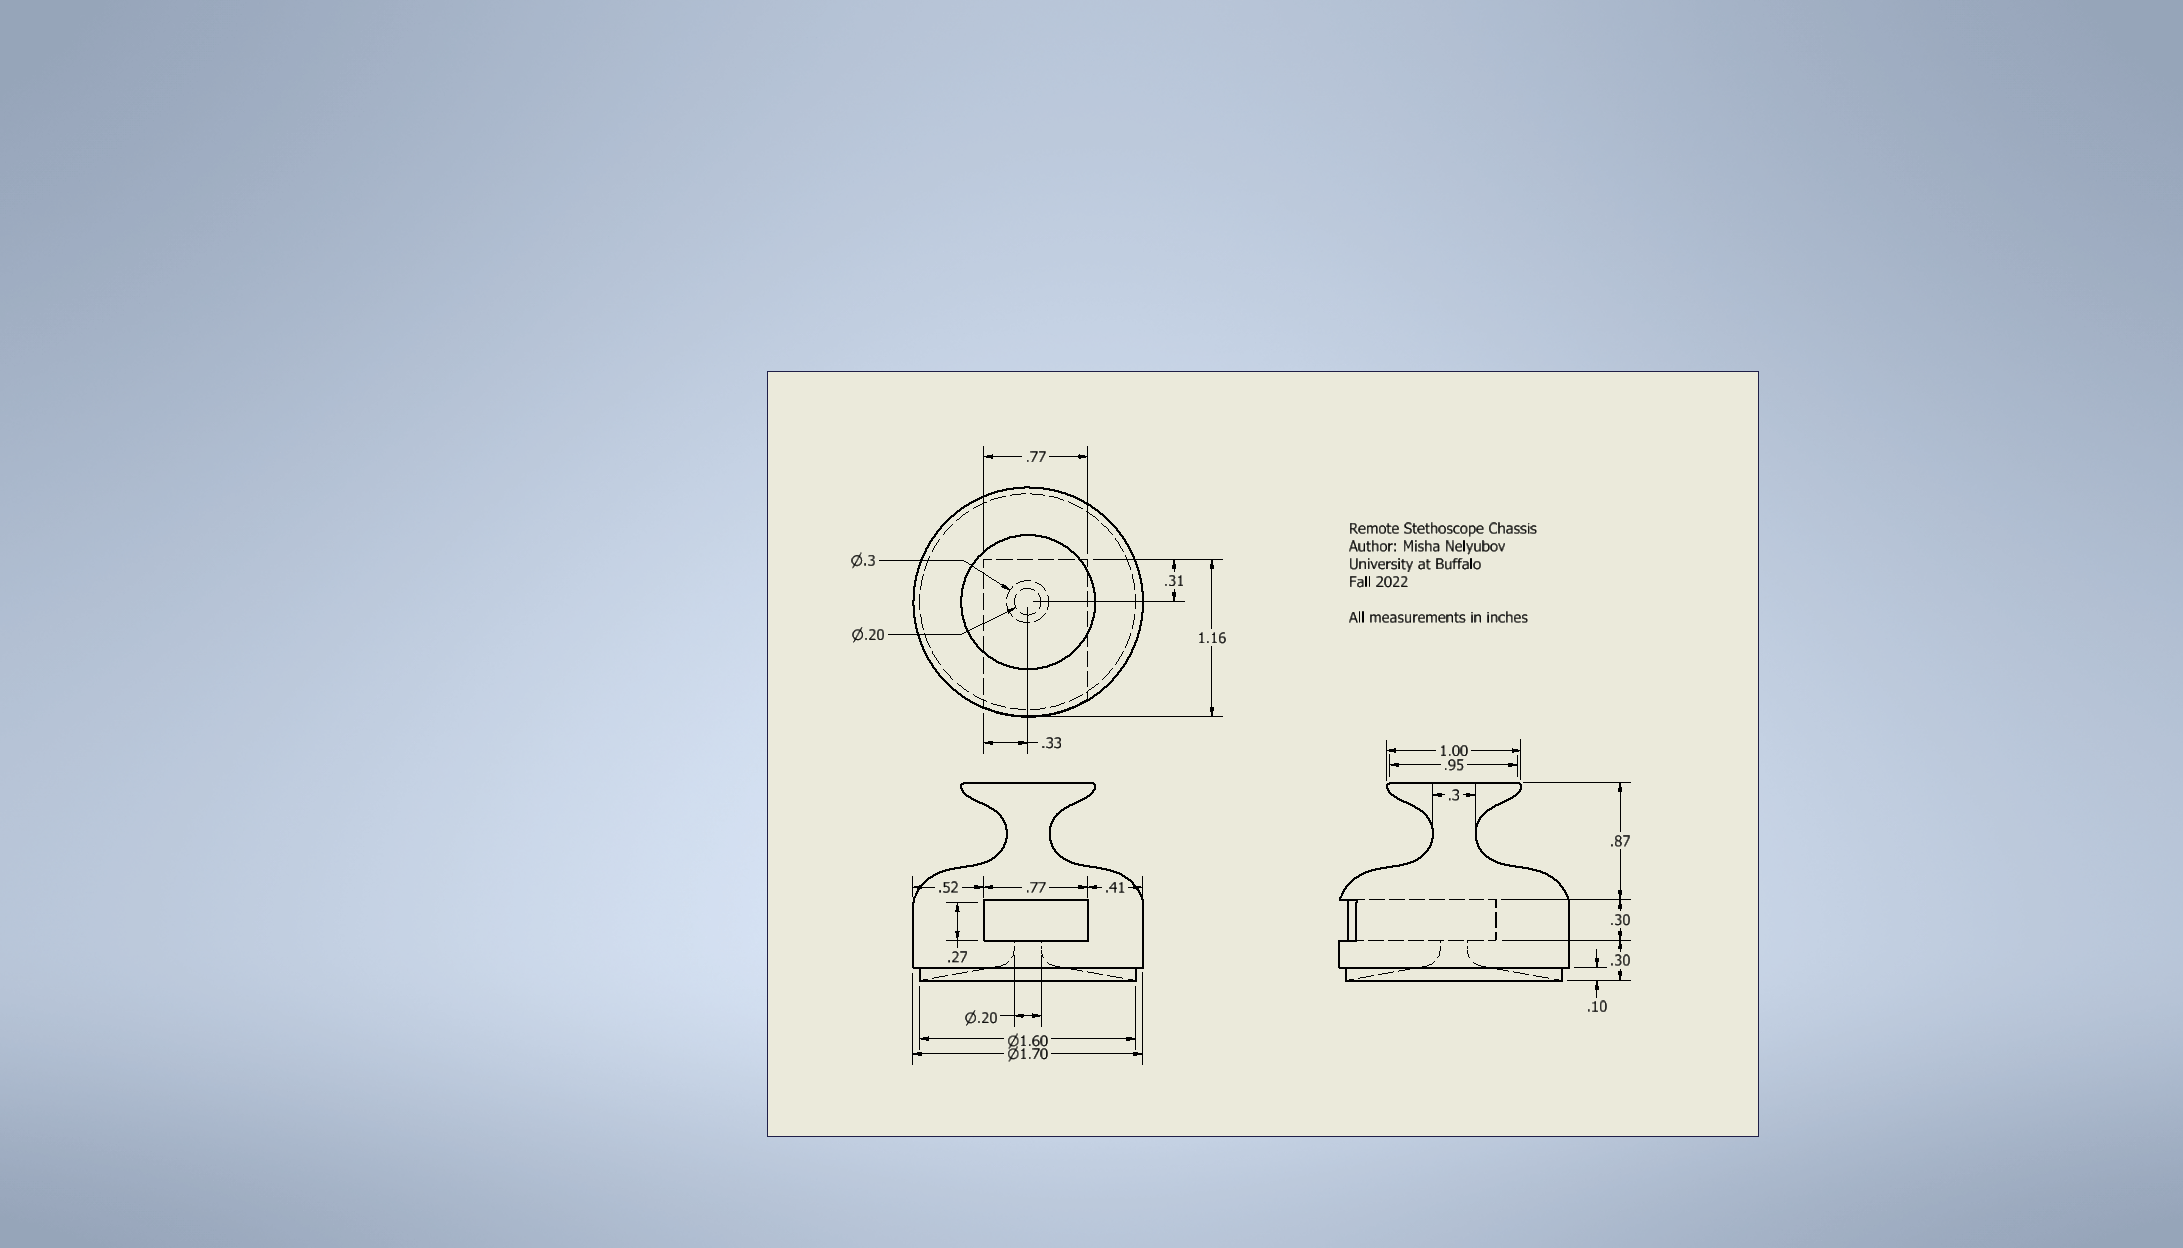 .77
Ø.3
.31
Ø.20
1.16
.33
Remote Stethoscope Chassis
Author: Misha Nelyubov
University at Buffalo
Fall 2022
All measurements in inches
.52
.77
.41
.27
Ø.20
Ø1.60
Ø1.70
1.00
.95
.3
.87
.30
.30
.10